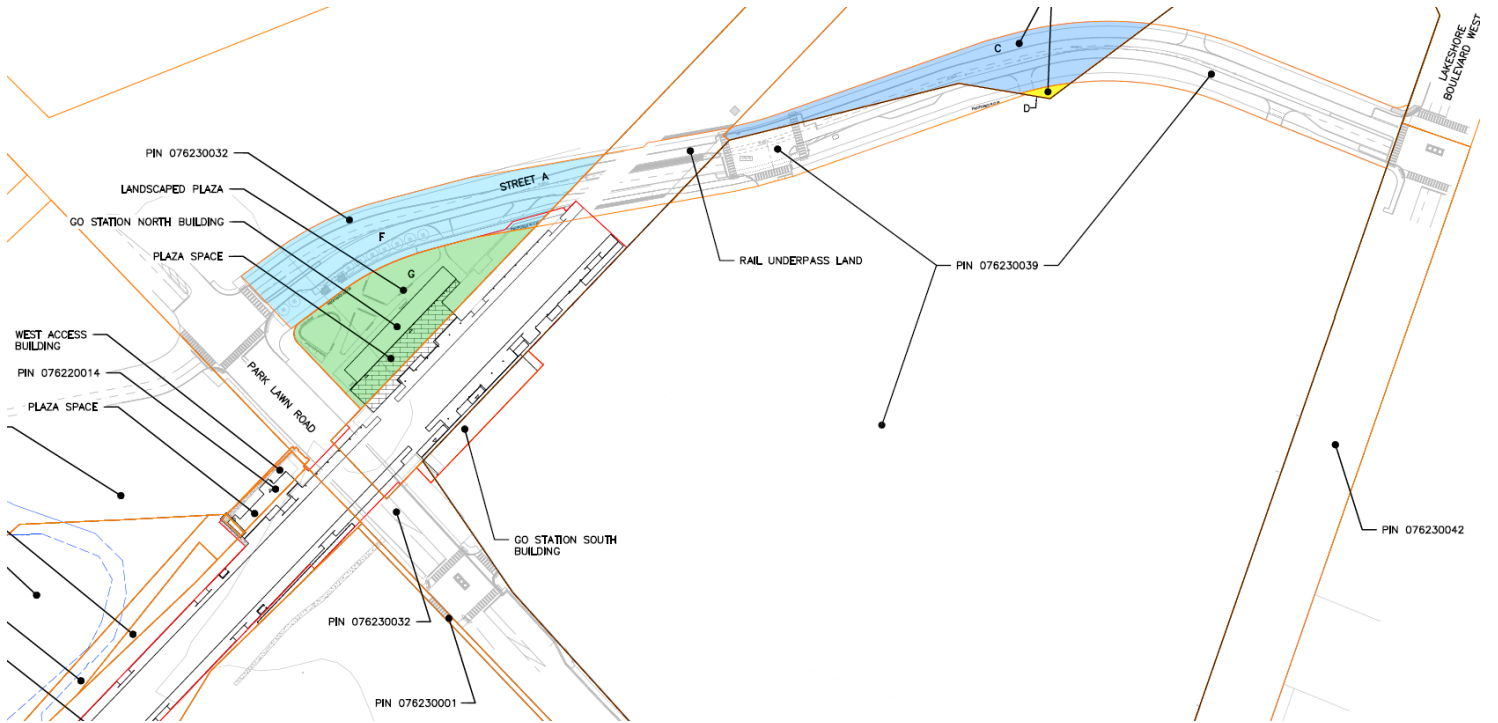 C
LAKESHORE
BOULEVARD WEST
D
PIN 076230032
LANDSCAPED PLAZA
STREET A
GO STATION NORTH BUILDING
F
PLAZA SPACE
RAIL UNDERPASS LAND
PIN 076230039
G
WEST ACCESS
BUILDING
PIN 076220014
PARK LAWN ROAD
PLAZA SPACE
GO STATION SOUTH
BUILDING
PIN 076230042
PIN 076230032
PIN 076230001